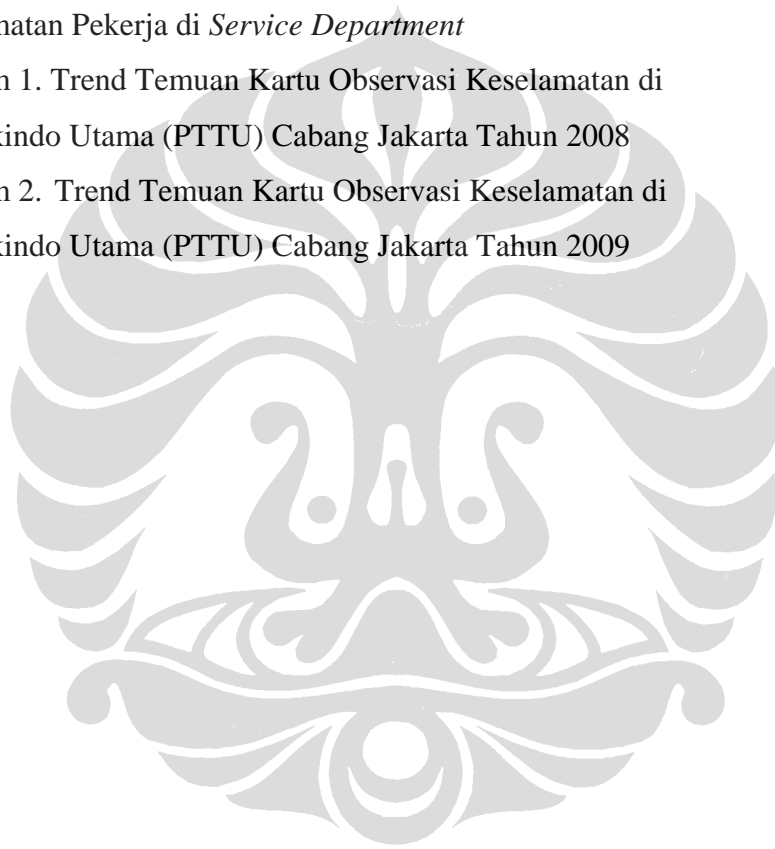 matan Pekerja di Service Department
n 1. Trend Temuan Kartu Observasi Keselamatan di
kindo Utama (PTTU) Cabang Jakarta Tahun 2008
n 2. Trend Temuan Kartu Observasi Keselamatan di
kindo Utama (PTTU) Cabang Jakarta Tahun 2009